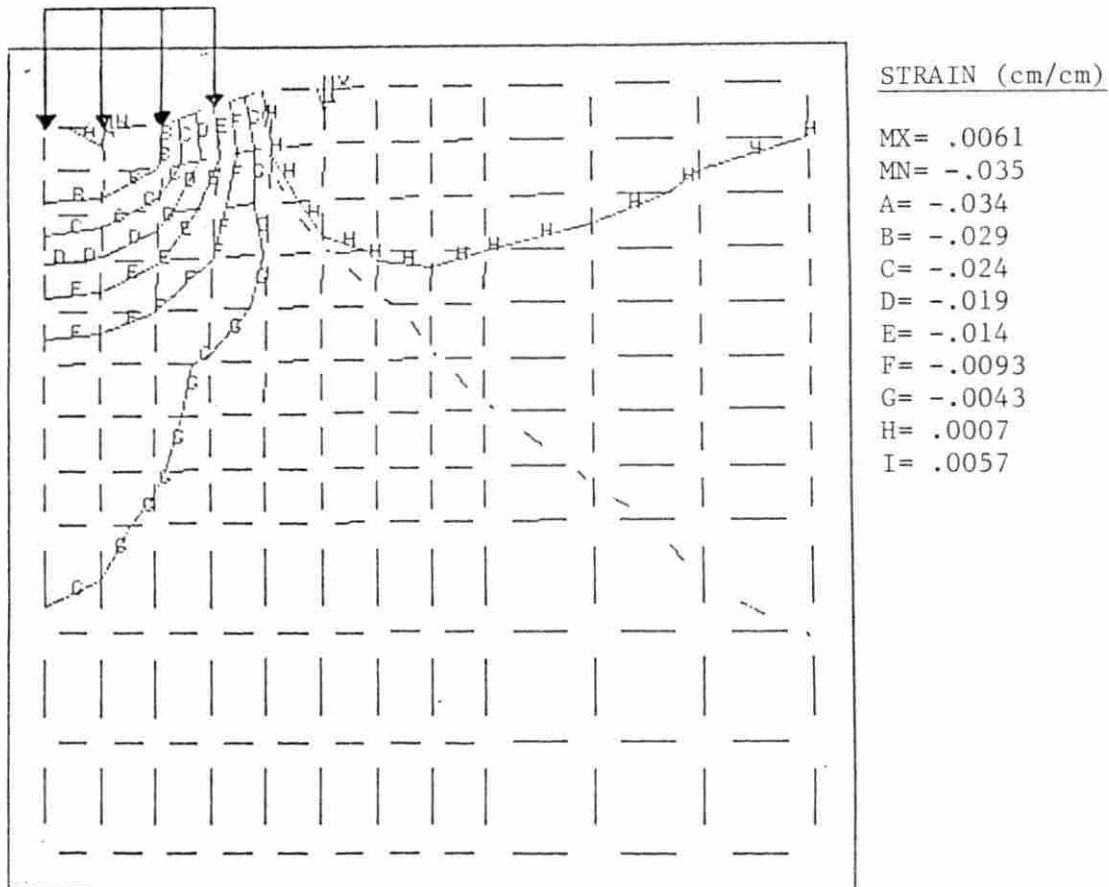 STRAIN (cm/cm)
MX= .0061
MN= -.035
A= -.034
B= -.029
C= -.024
D= -.019
E= -.014
F= -.0093
G= -.0043
H= .0007
I= .0057
H
H
H
H
H
H
H
H
H
H
H
H
B
C
D D D
E
E
F
F
G
G
G
G
G
G
G